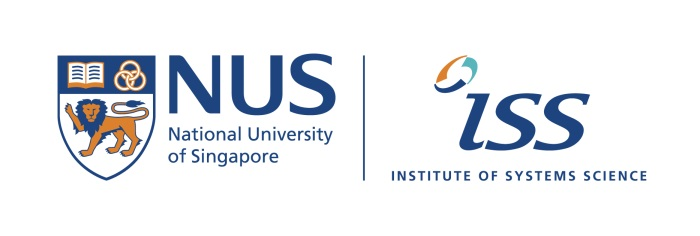 NUS
National University
of Singapore
iss
INSTITUTE OF SYSTEMS SCIENCE